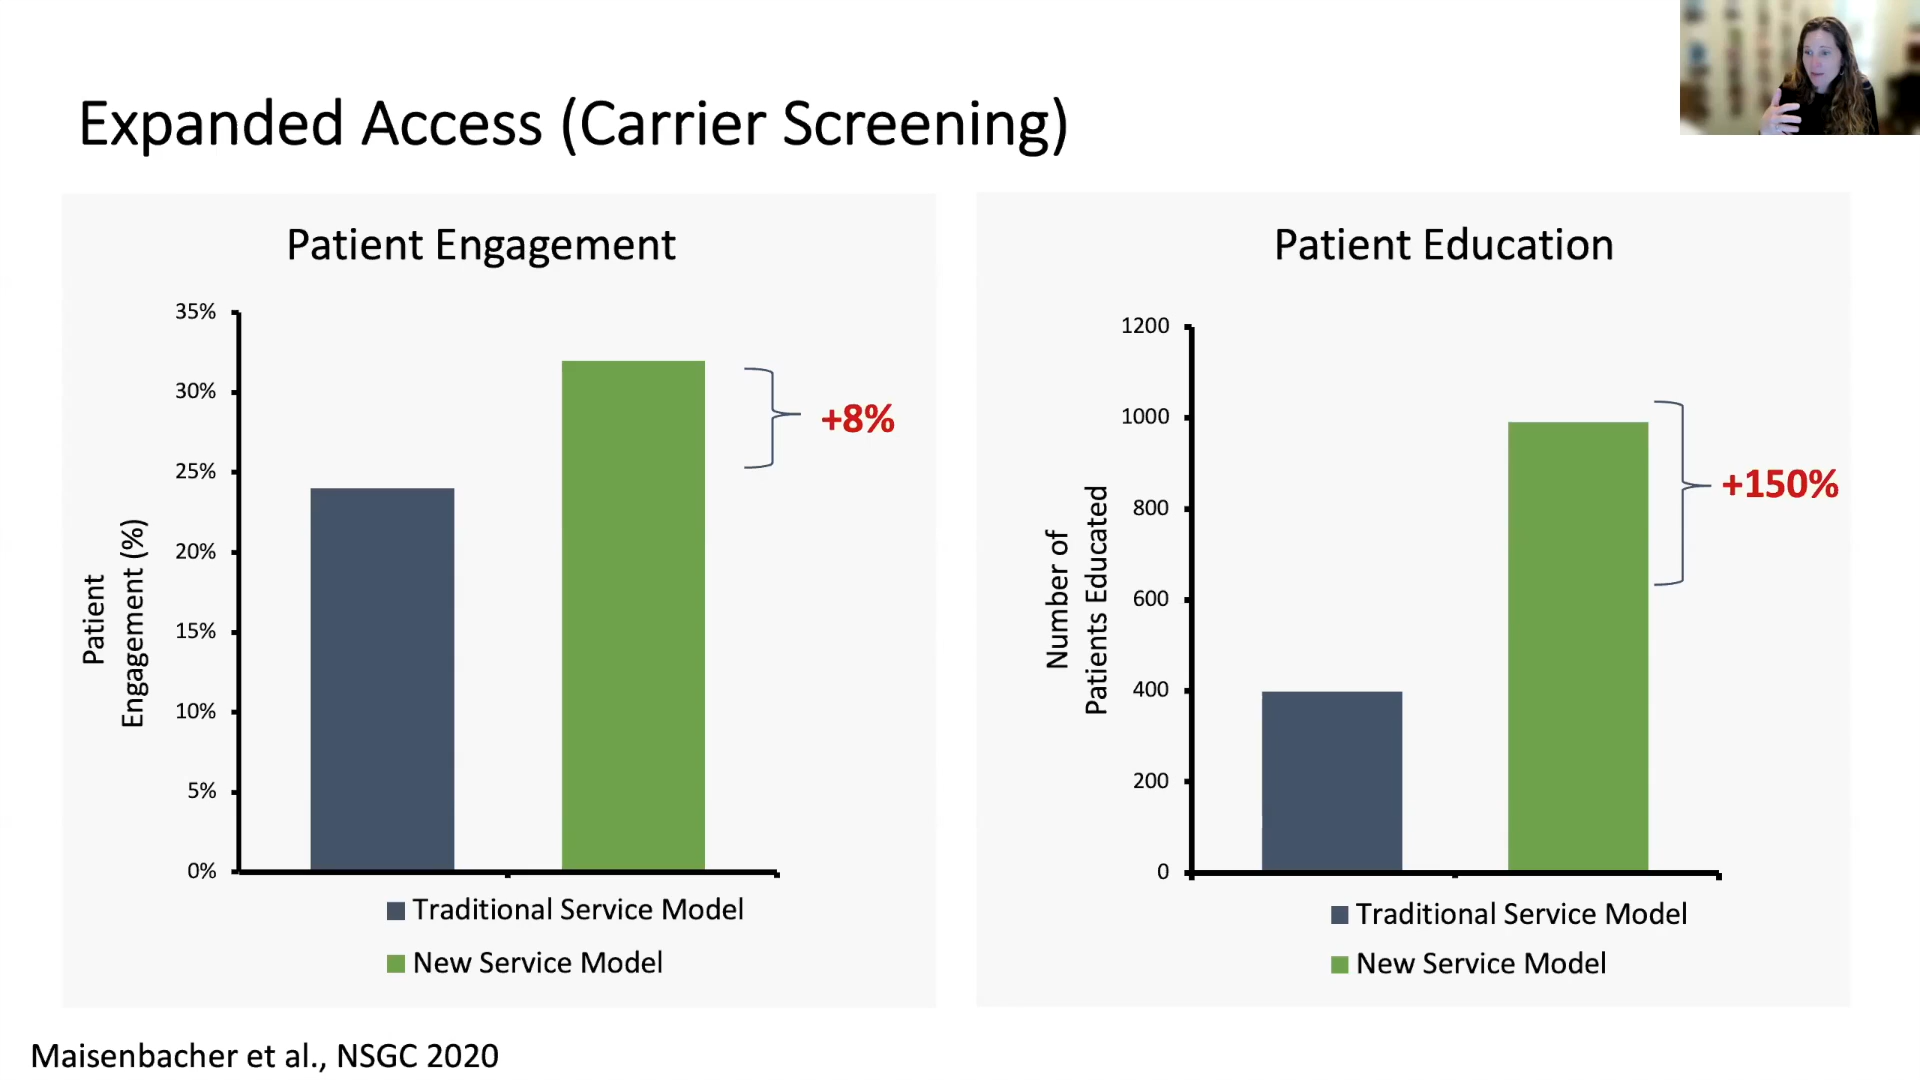 Expanded Access (Carrier Screening)
Patient Engagement
35%
30%
25%
20%
15%
10%
5%
0%
Patient
Engagement (%)
+8%
Traditional Service Model
New Service Model
Patient Education
1200
1000
800
600
400
200
0
Number of
Patients Educated
+150%
Traditional Service Model
New Service Model
Maisenbacher et al., NSGC 2020